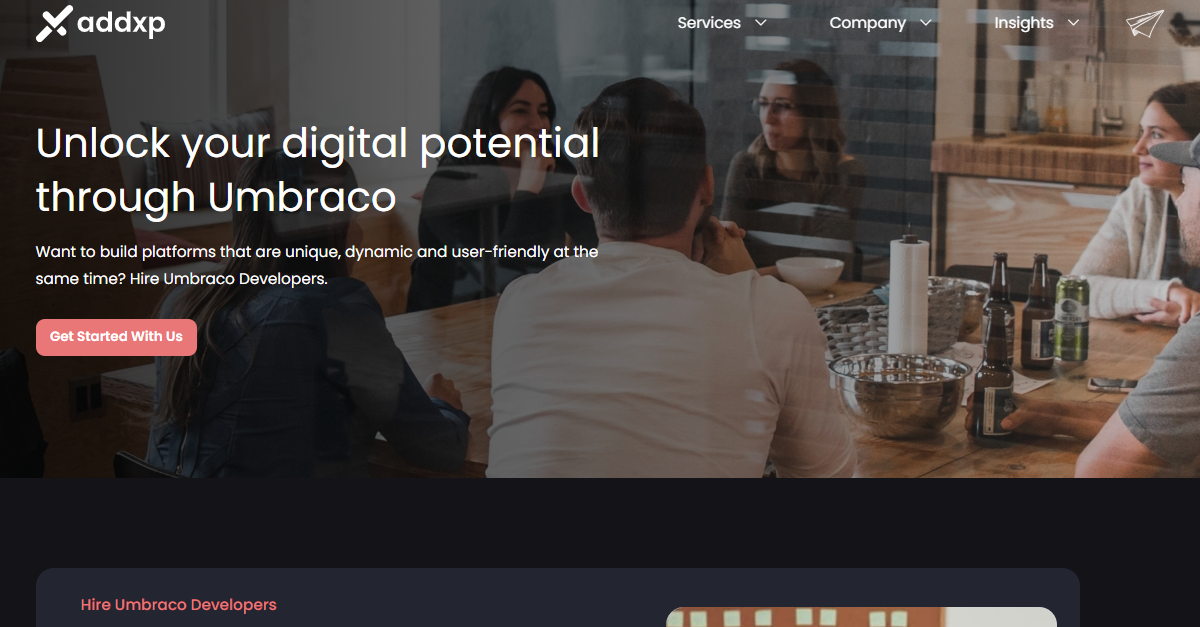 addxp
Services
Company
Insights
Unlock your digital potential
through Umbraco
Want to build platforms that are unique, dynamic and user-friendly at the
same time? Hire Umbraco Developers.
Get Started With Us
Hire Umbraco Developers